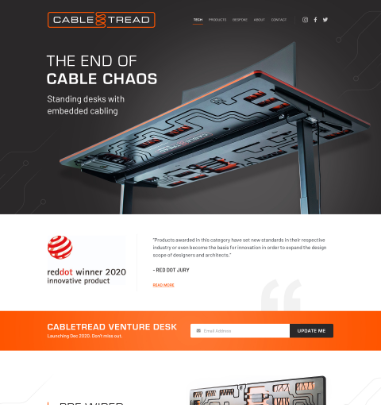 CABLE TREAD
TECH PRODUCTS BESPOKE ABOUT CONTACT
THE END OF
CABLE CHAOS
Standing desks with
embedded cabling
reddot winner 2020
innovative product
"Products awarded in this category have set new standards in their respective
industry or even become the basis for innovation in order to expand the design
scope of designers and architects."
- RED DOT JURY
READ MORE
CABLETREAD VENTURE DESK
Launching Dec 2020. Don't miss out.
Email Address
UPDATE ME
PRE-WIRED